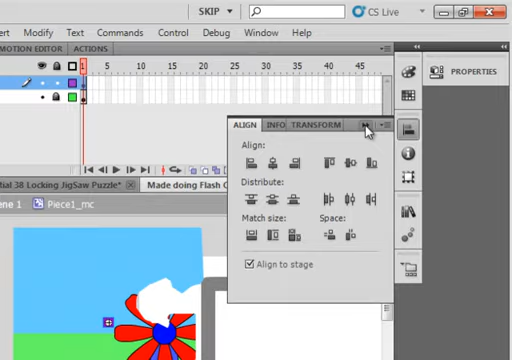 SKIP
CS Live
ert Modify Text Commands Control Debug Window Help
MOTION EDITOR ACTIONS
1 5 10 15 20 25 30 35 40 45
PROPERTIES
ALIGN INFO TRANSFORM
Align:
Distribute:
Match size: Space:
Align to stage
tial 38 Locking JigSaw Puzzle* Made doing Flash C
ene 1 Piece1_mc